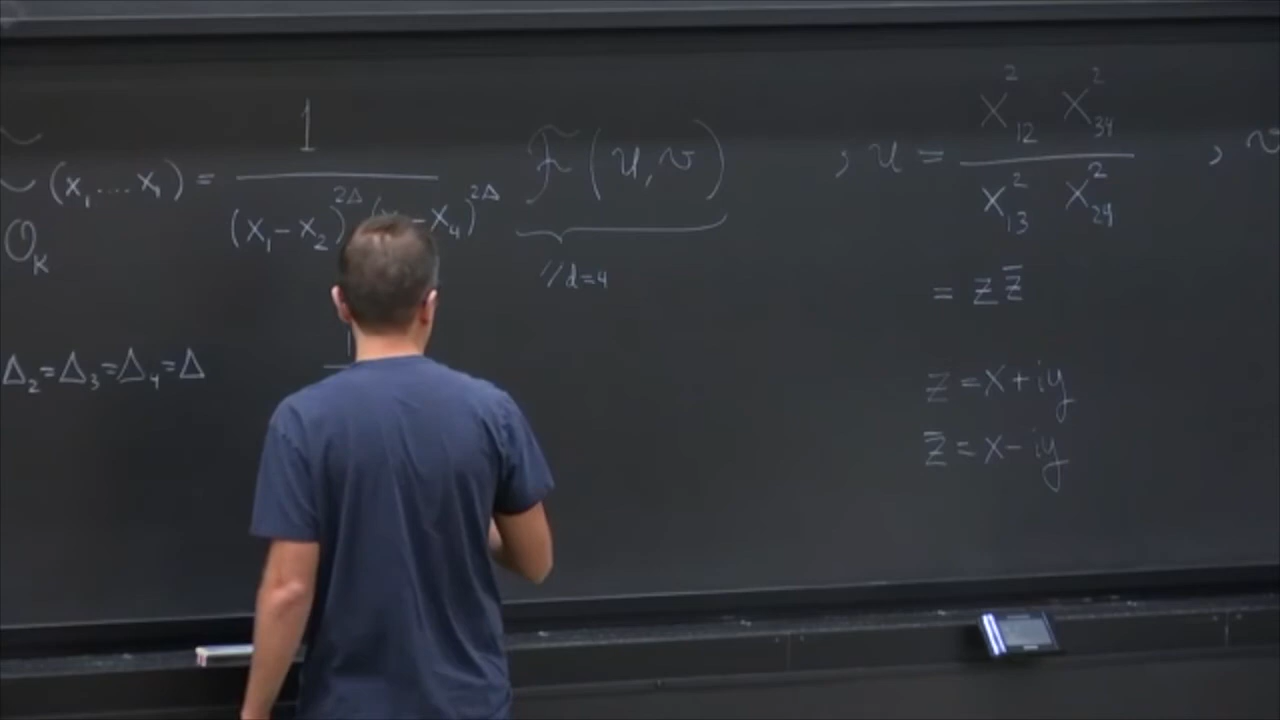 (x₁...x₄) = 1 / (x₁-x₂)^2Δ (x -x₄)^2Δ F(u,v) , u = x₁₂² x₃₄² / x₁₃² x₂₄² , v
O_K
// d=4
= z z̄
Δ₂=Δ₃=Δ₄=Δ 1
z = x+iy
z̄ = x-iy